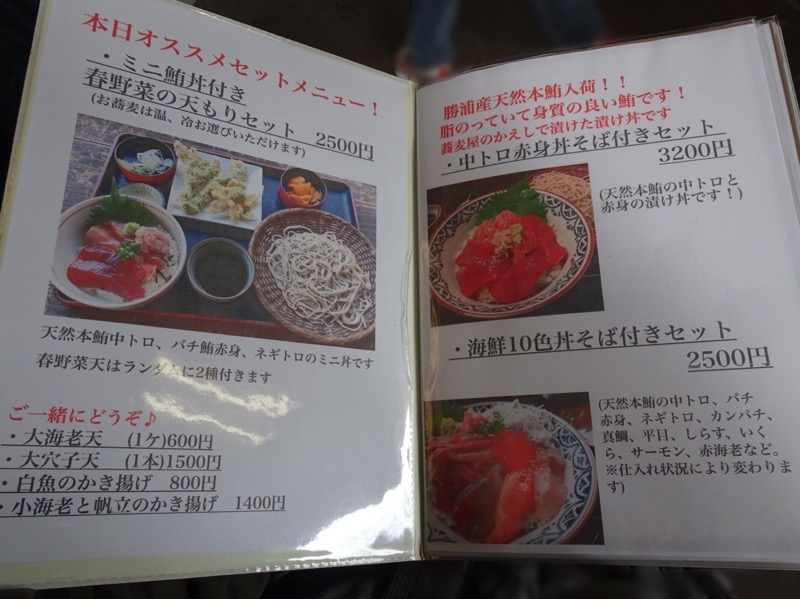 本日オススメセットメニュー!
・ミニ鮪丼付き
春野菜の天もりセット 2500円
(お蕎麦は温、冷お選びいただけます)
天然本鮪中トロ、バチ鮪赤身、ネギトロのミニ丼です
春野菜天はランダムに2種付きます
ご一緒にどうぞ♪
・大海老天 (1ケ)600円
・大穴子天 (1本)1500円
・白魚のかき揚げ 800円
・小海老と帆立のかき揚げ 1400円
勝浦産天然本鮪入荷!!
脂のっていて身質の良い鮪です!
蕎麦屋のかえしで漬けた漬け丼です
・中トロ赤身丼そば付きセット
3200円
(天然本鮪の中トロと
赤身の漬け丼です!)
・海鮮10色丼そば付きセット
2500円
(天然本鮪の中トロ、バチ
赤身、ネギトロ、カンパチ、
真鯛、平目、しらす、いく
ら、サーモン、赤海老など。
※仕入れ状況により変わりま
す)